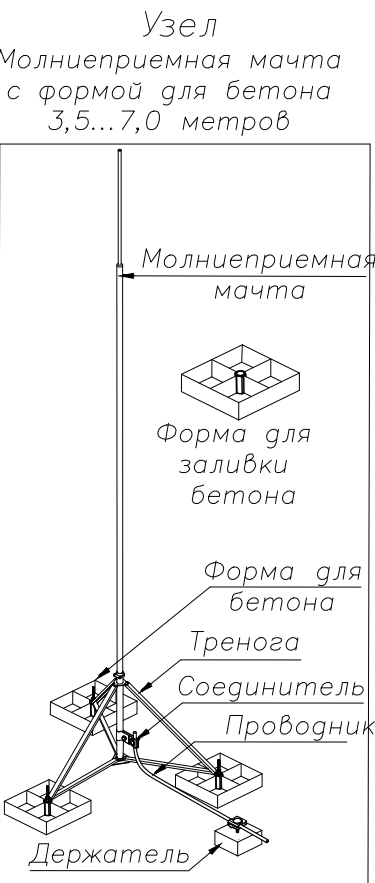 Узел
Молниеприемная мачта
с формой для бетона
3,5...7,0 метров
Молниеприемная
мачта
Форма для
заливки
бетона
Форма для
бетона
Тренога
Соединитель
Проводник
Держатель